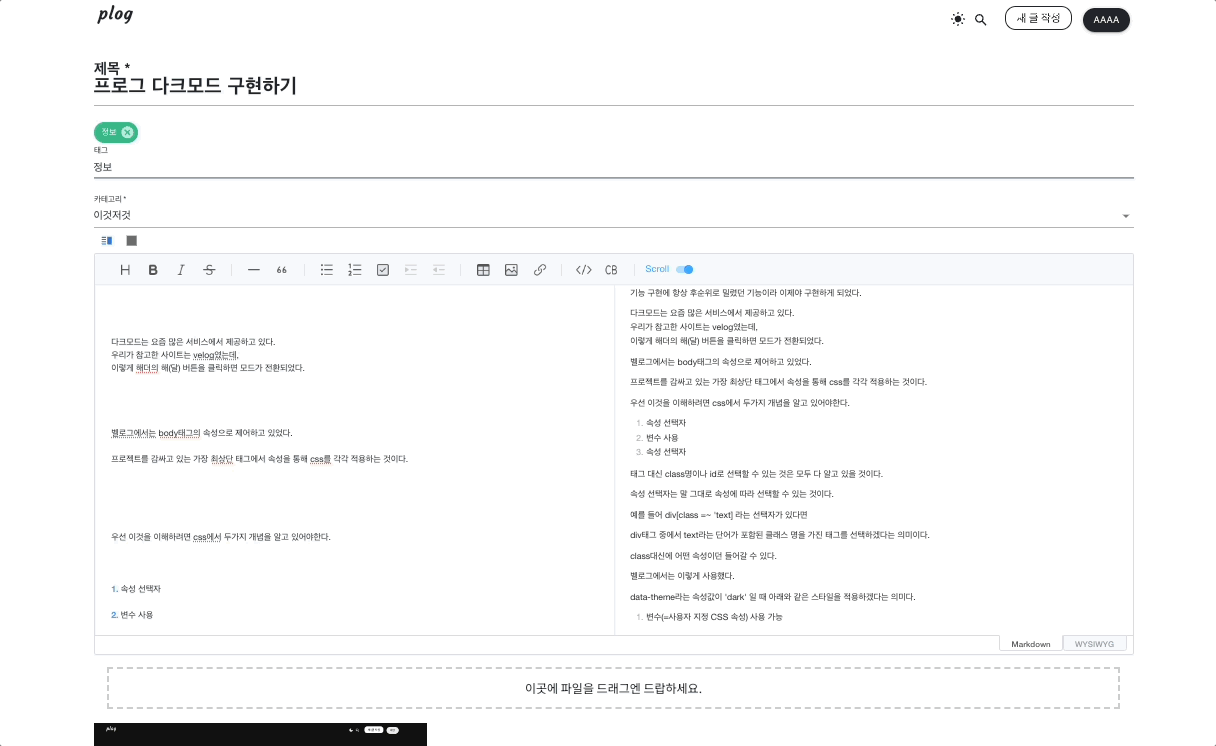 plog
새 글 작성
AAAA
제목 *
프로그 다크모드 구현하기
정보
태그
정보
카테고리 *
이것저것
H B I S 66 </> CB Scroll
다크모드는 요즘 많은 서비스에서 제공하고 있다.
우리가 참고한 사이트는 velog였는데,
이렇게 해더의 해(달) 버튼을 클릭하면 모드가 전환되었다.
벨로그에서는 body태그의 속성으로 제어하고 있었다.
프로젝트를 감싸고 있는 가장 최상단 태그에서 속성을 통해 css를 각각 적용하는 것이다.
우선 이것을 이해하려면 css에서 두가지 개념을 알고 있어야한다.
1. 속성 선택자
2. 변수 사용
기능 구현에 항상 후순위로 밀렸던 기능이라 이제야 구현하게 되었다.
다크모드는 요즘 많은 서비스에서 제공하고 있다.
우리가 참고한 사이트는 velog였는데,
이렇게 해더의 해(달) 버튼을 클릭하면 모드가 전환되었다.
벨로그에서는 body태그의 속성으로 제어하고 있었다.
프로젝트를 감싸고 있는 가장 최상단 태그에서 속성을 통해 css를 각각 적용하는 것이다.
우선 이것을 이해하려면 css에서 두가지 개념을 알고 있어야한다.
1. 속성 선택자
2. 변수 사용
3. 속성 선택자
태그 대신 class명이나 id로 선택할 수 있는 것은 모두 다 알고 있을 것이다.
속성 선택자는 말 그대로 속성에 따라 선택할 수 있는 것이다.
예를 들어 div[class =~ 'text] 라는 선택자가 있다면
div태그 중에서 text라는 단어가 포함된 클래스 명을 가진 태그를 선택하겠다는 의미이다.
class대신에 어떤 속성이던 들어갈 수 있다.
벨로그에서는 이렇게 사용했다.
data-theme라는 속성값이 'dark' 일 때 아래와 같은 스타일을 적용하겠다는 의미다.
1. 변수(=사용자 지정 CSS 속성) 사용 가능
Markdown
WYSIWYG
이곳에 파일을 드래그엔 드랍하세요.
plog